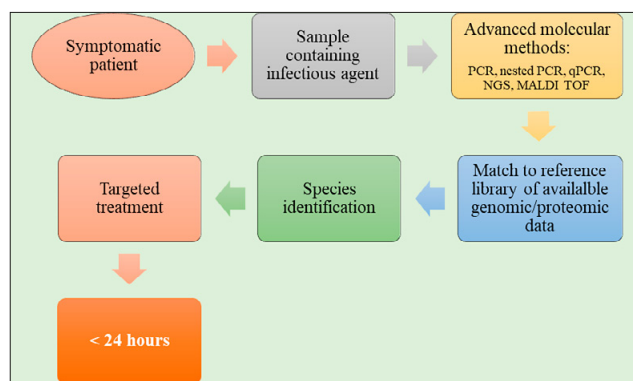 Symptomatic
patient
Sample
containing
infectious agent
Advanced molecular
methods:
PCR, nested PCR, qPCR,
NGS, MALDI TOF
Match to reference
library of availalble
genomic/proteomic
data
Species
identification
Targeted
treatment
< 24 hours